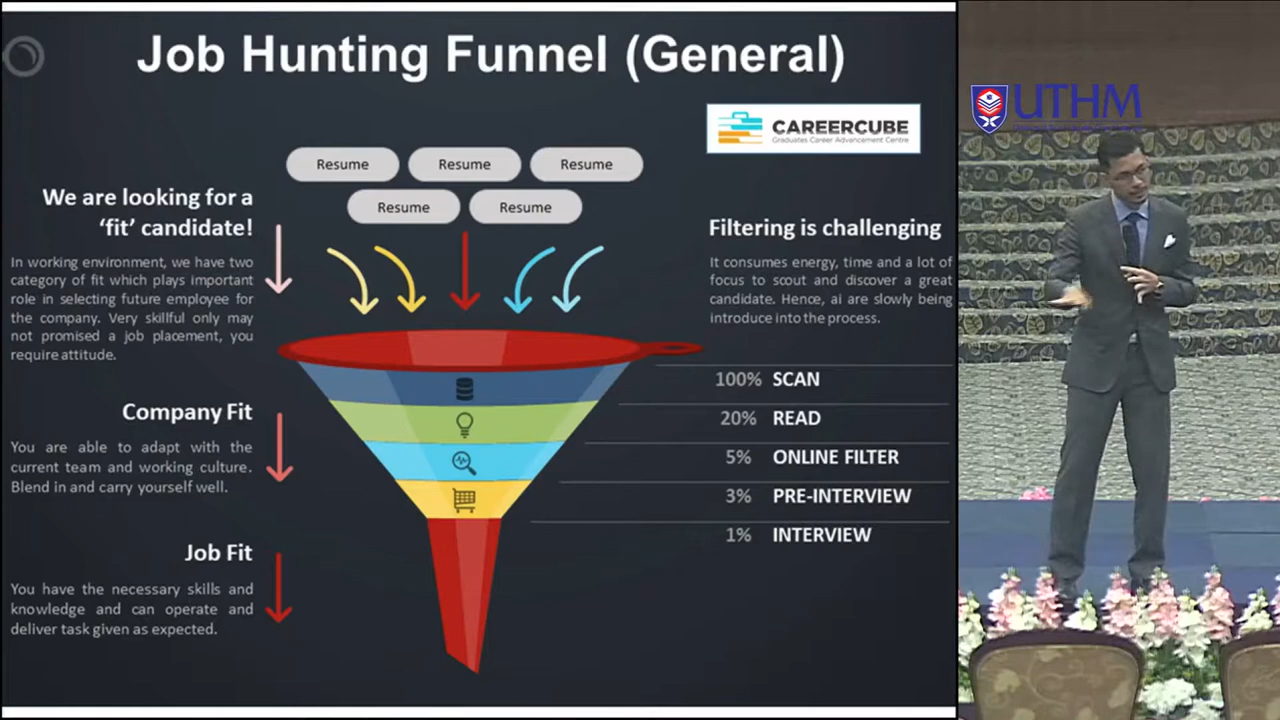 Job Hunting Funnel (General)
UTHM
CAREERCUBE
Graduates Career Advancement Centre
Resume
Resume
Resume
Resume
Resume
We are looking for a
‘fit’ candidate!
In working environment, we have two
category of fit which plays important
role in selecting future employee for
the company. Very skillful only may
not promised a job placement, you
require attitude.
Company Fit
You are able to adapt with the
current team and working culture.
Blend in and carry yourself well.
Job Fit
You have the necessary skills and
knowledge and can operate and
deliver task given as expected.
Filtering is challenging
It consumes energy, time and a lot of
focus to scout and discover a great
candidate. Hence, ai are slowly being
introduce into the process.
100% SCAN
20% READ
5% ONLINE FILTER
3% PRE-INTERVIEW
1% INTERVIEW